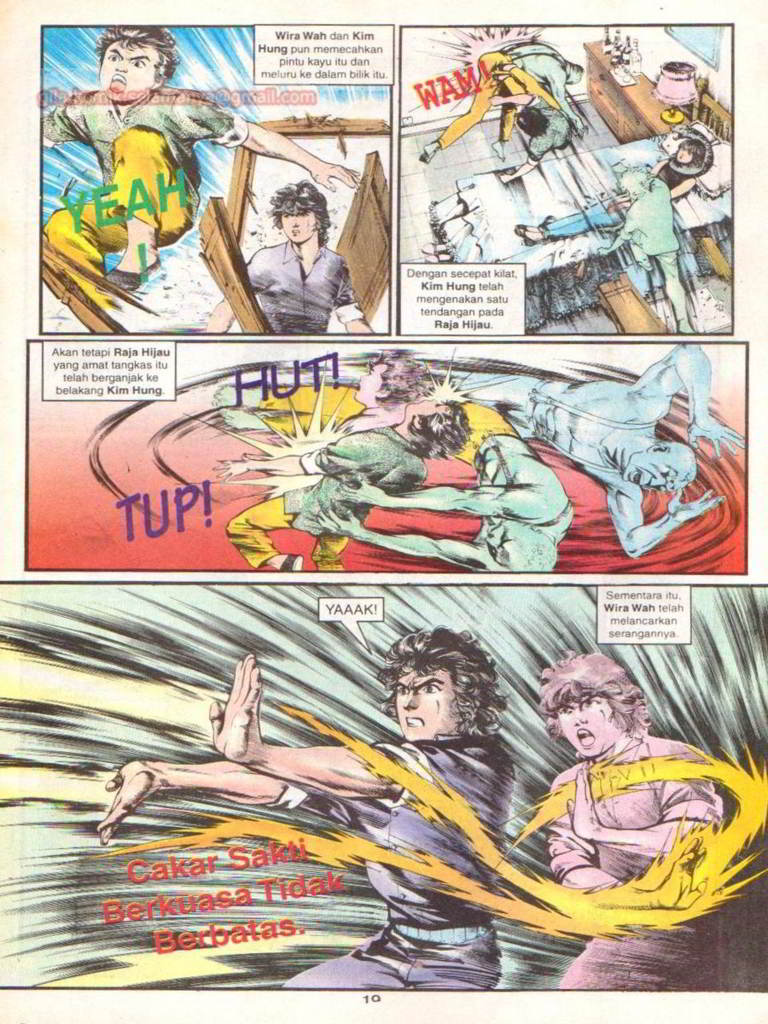 Wira Wah dan Kim
Hung pun memecahkan
pintu kayu itu dan
meluru ke dalam bilik itu.
YEAH
!
WAM!
Dengan secepat kilat,
Kim Hung telah
mengenakan satu
tendangan pada
Raja Hijau.
Akan tetapi Raja Hijau
yang amat tangkas itu
telah berganjak ke
belakang Kim Hung.
HUT!
TUP!
YAAAK!
Sementara itu,
Wira Wah telah
melancarkan
serangannya.
Cakar Sakti
Berkuasa Tidak
Berbatas.
19